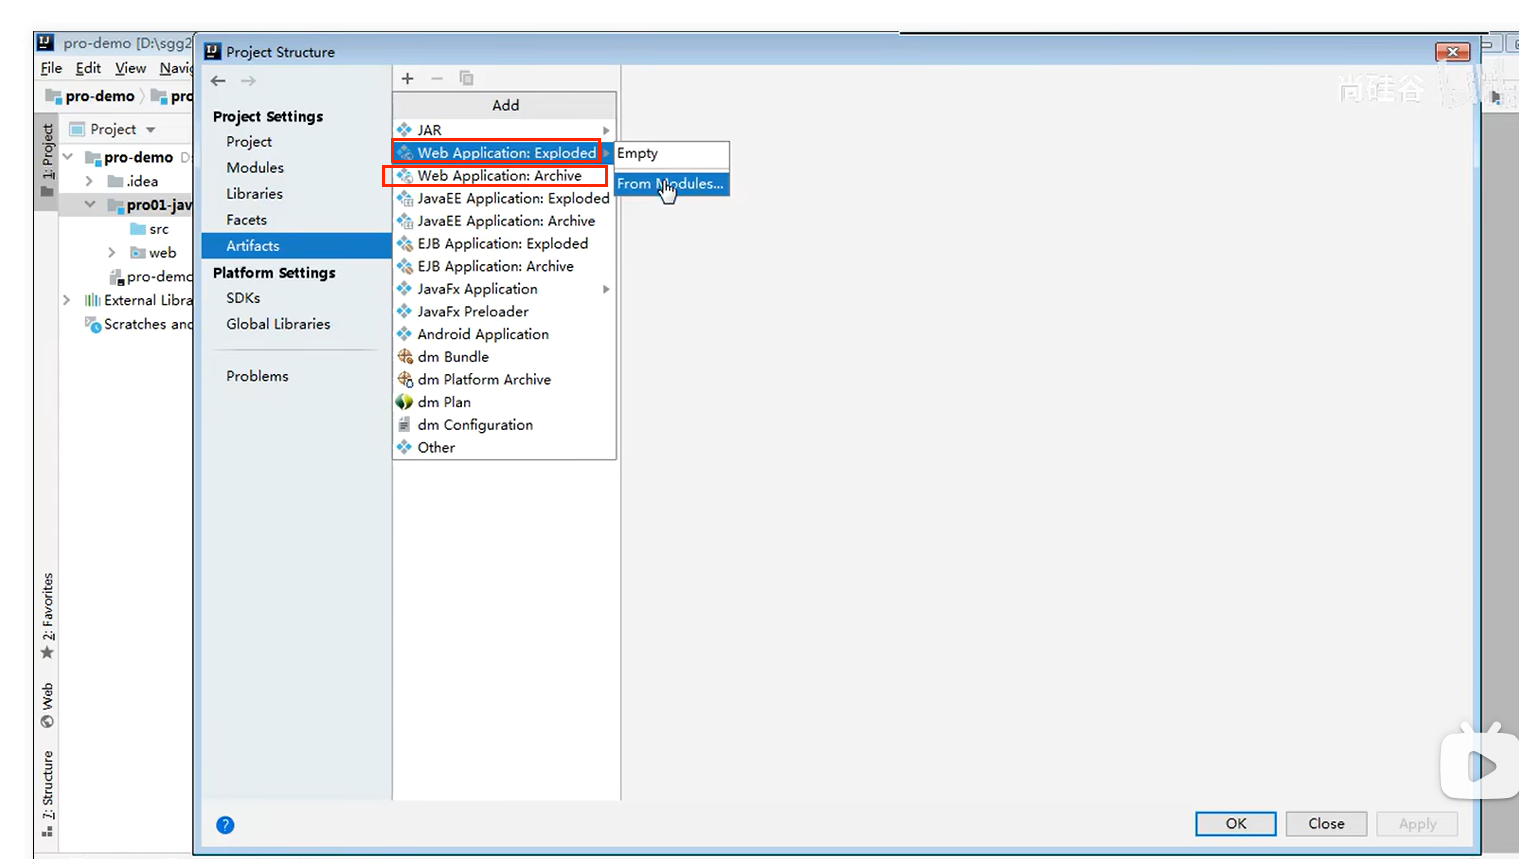 pro-demo [D:\sgg2
Project Structure
File Edit View Navig
pro-demo pro
Project
pro-demo D:
.idea
pro01-jav
src
web
pro-demo
External Libra
Scratches and
1: Project
2: Favorites
Web
7: Structure
Project Settings
Project
Modules
Libraries
Facets
Artifacts
Platform Settings
SDKs
Global Libraries
Problems
Add
JAR
Web Application: Exploded
Web Application: Archive
JavaEE Application: Exploded
JavaEE Application: Archive
EJB Application: Exploded
EJB Application: Archive
JavaFx Application
JavaFx Preloader
Android Application
dm Bundle
dm Platform Archive
dm Plan
dm Configuration
Other
Empty
From Modules...
尚硅谷
?
OK Close Apply